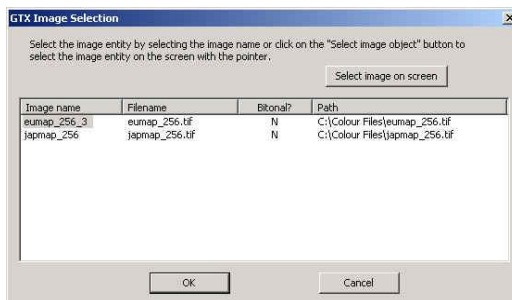 GTX Image Selection
Select the image entity by selecting the image name or click on the "Select image object" button to
select the image entity on the screen with the pointer.
Select image on screen
Image name Filename Bitonal? Path
eumap_256_3 eumap_256.tif N C:\Colour Files\eumap_256.tif
japmap_256 japmap_256.tif N C:\Colour Files\japmap_256.tif
OK Cancel